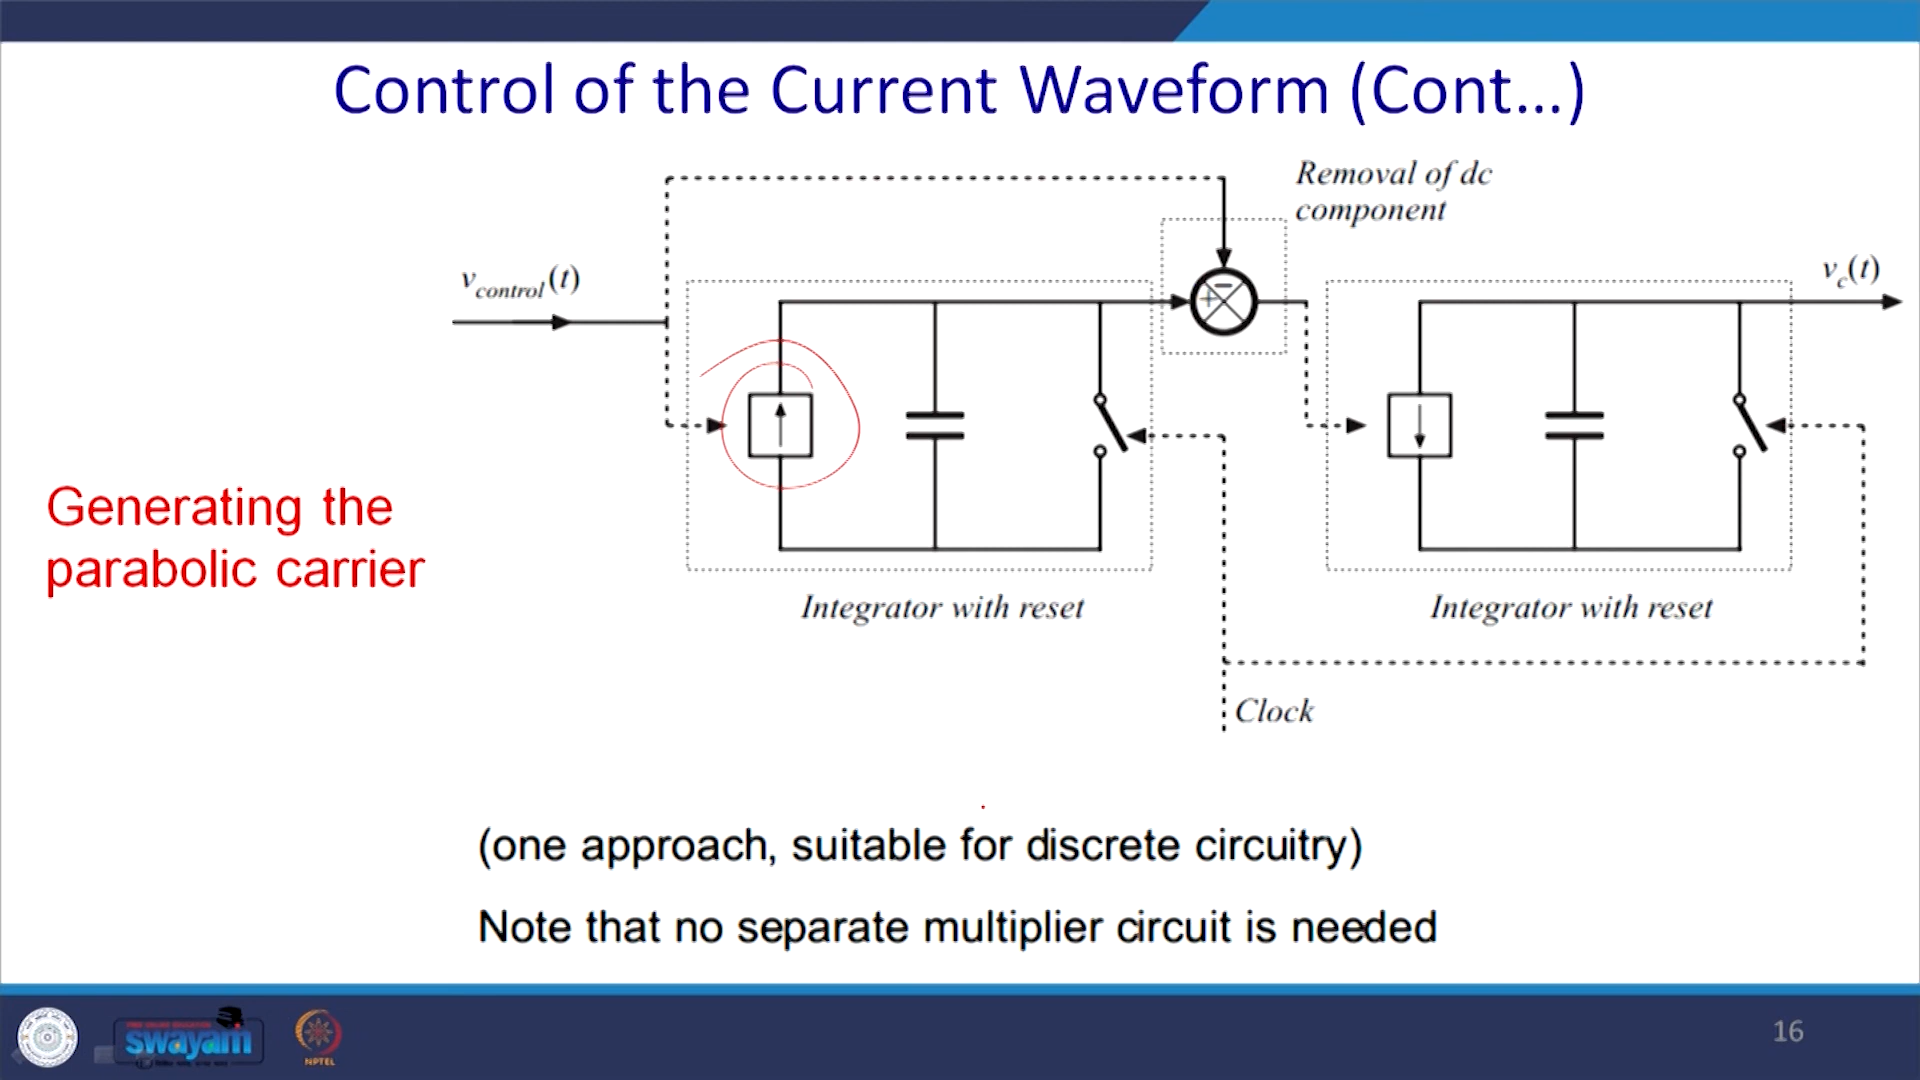 Control of the Current Waveform (Cont...)
Removal of dc
component
v_control(t)
v_c(t)
+
−
Generating the
parabolic carrier
Integrator with reset
Integrator with reset
Clock
(one approach, suitable for discrete circuitry)
Note that no separate multiplier circuit is needed
swayam
NPTEL
16